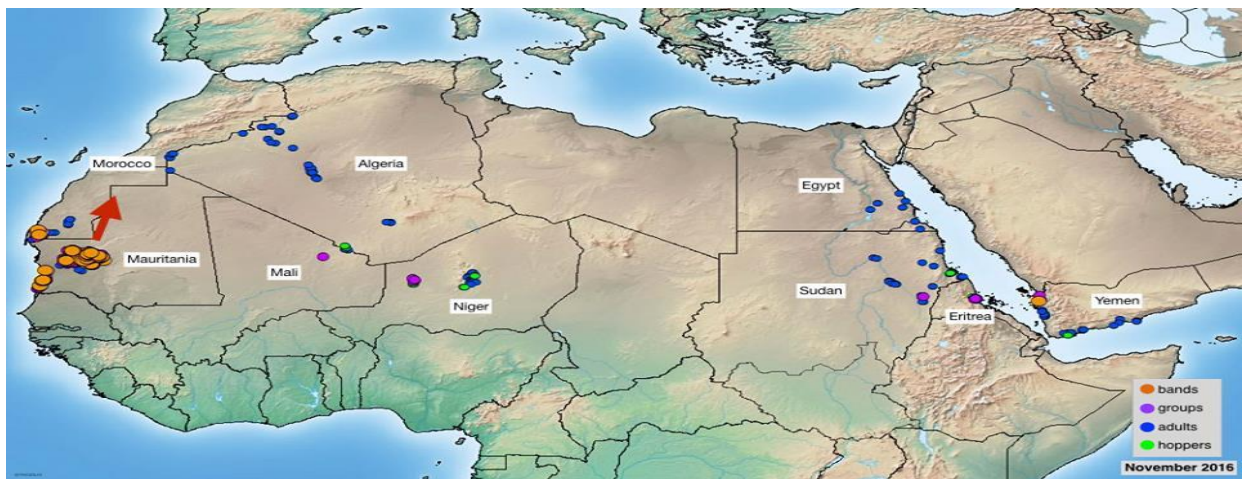 Morocco
Algeria
Egypt
Mauritania
Mali
Niger
Sudan
Eritrea
Yemen
bands
groups
adults
hoppers
November 2016